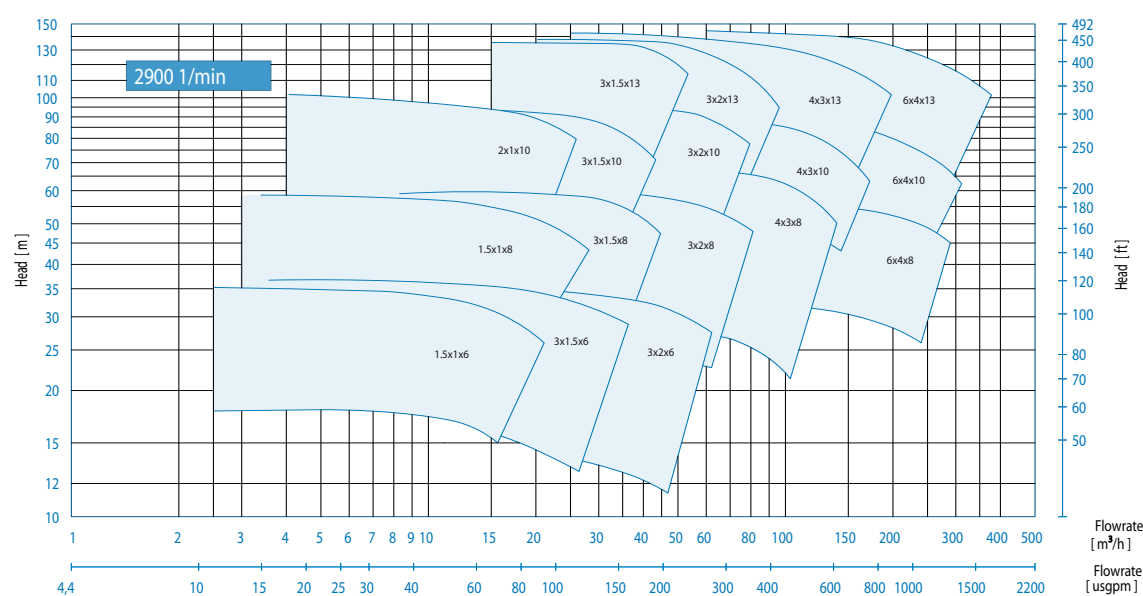 150 492
130 450
2900 1/min 400
110 3x1.5x13 350
100 3x2x13 4x3x13 6x4x13 300
90
80 2x1x10 3x1.5x10 3x2x10 250
70 4x3x10 6x4x10
60 200
180
50 4x3x8 160
45 1.5x1x8 3x1.5x8 3x2x8 140
40 6x4x8
35 120
30 100
25 1.5x1x6 3x1.5x6 3x2x6 80
70
20 60
15 50
12
10
Head [ m ]
Head [ ft ]
1 2 3 4 5 6 7 8 9 10 15 20 30 40 50 60 80 100 150 200 300 400 500
Flowrate
[ m³/h ]
4,4 10 15 20 25 30 40 60 80 100 150 200 300 400 600 800 1000 1500 2200
Flowrate
[ usgpm ]